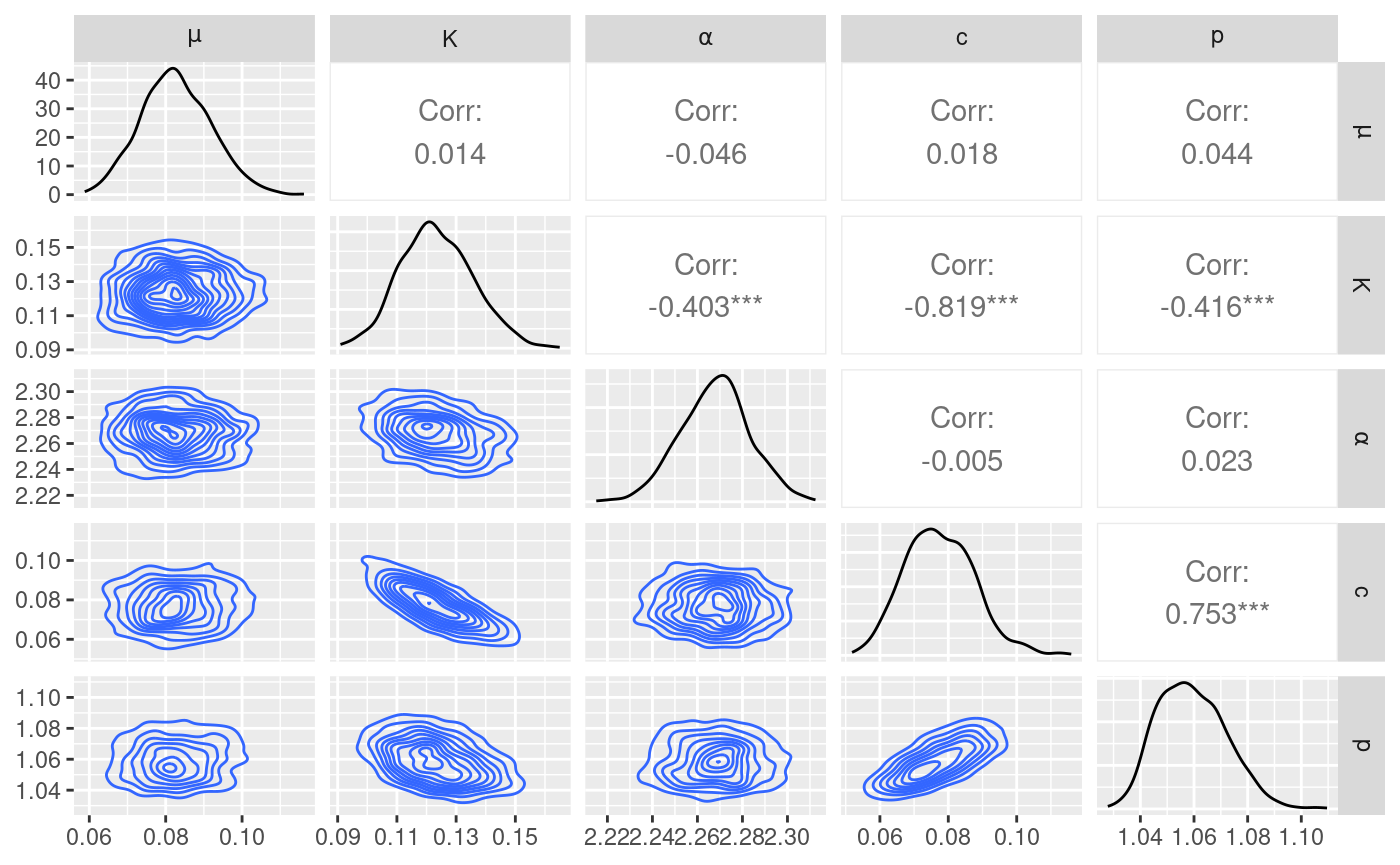 μ K α c p
40
30
20
10
0
Corr:
0.014
Corr:
-0.046
Corr:
0.018
Corr:
0.044
μ
0.15
0.13
0.11
0.09
Corr:
-0.403***
Corr:
-0.819***
Corr:
-0.416***
K
2.30
2.28
2.26
2.24
2.22
Corr:
-0.005
Corr:
0.023
α
0.10
0.08
0.06
Corr:
0.753***
c
1.10
1.08
1.06
1.04
p
0.06 0.08 0.10 0.09 0.11 0.13 0.15 2.22 2.24 2.26 2.28 2.30 0.06 0.08 0.10 1.04 1.06 1.08 1.10